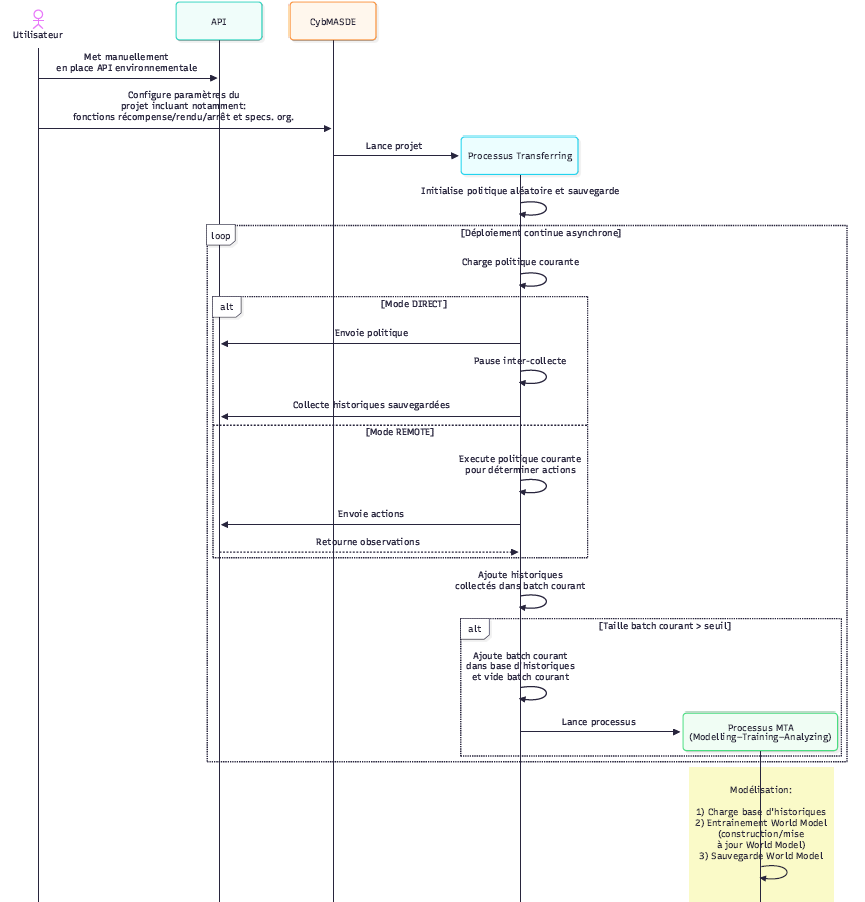 Utilisateur
API
CybMASDE
Met manuellement
en place API environnementale
Configure paramètres du
projet incluant notamment:
fonctions récompense/rendu/arrêt et specs. org.
Lance projet
Processus Transferring
Initialise politique aléatoire et sauvegarde
loop
[Déploiement continue asynchrone]
Charge politique courante
alt
[Mode DIRECT]
Envoie politique
Pause inter-collecte
Collecte historiques sauvegardées
[Mode REMOTE]
Execute politique courante
pour déterminer actions
Envoie actions
Retourne observations
Ajoute historiques
collectés dans batch courant
alt
[Taille batch courant > seuil]
Ajoute batch courant
dans base d'historiques
et vide batch courant
Lance processus
Processus MTA
(Modelling-Training-Analyzing)
Modélisation:
1) Charge base d'historiques
2) Entrainement World Model
(construction/mise
à jour World Model)
3) Sauvegarde World Model